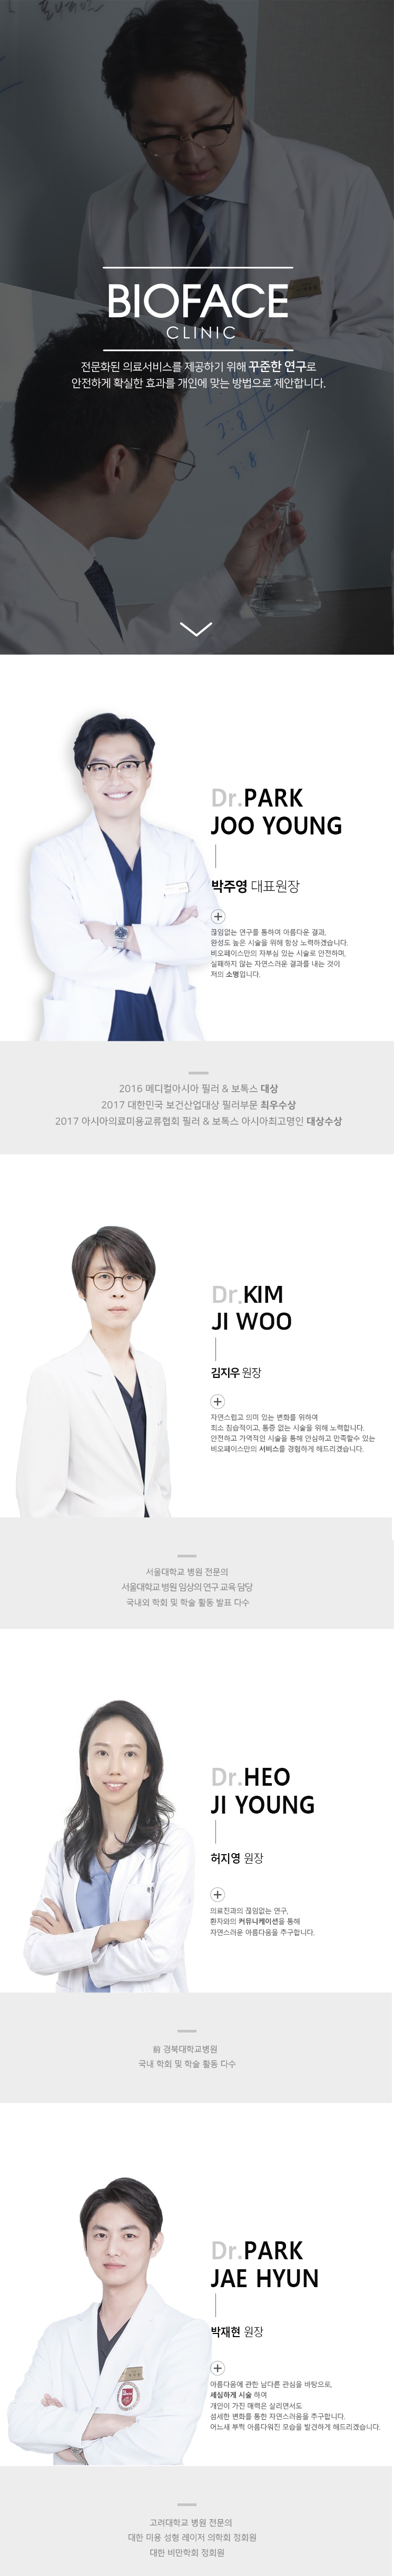 BIOFACE
CLINIC
전문화된 의료서비스를 제공하기 위해 꾸준한 연구로
안전하게 확실한 효과를 개인에 맞는 방법으로 제안합니다.
2:8/6
3:8
Dr.PARK
JOO YOUNG
박주영 대표원장
끊임없는 연구를 통하여 아름다운 결과,
완성도 높은 시술을 위해 항상 노력하겠습니다.
비오페이스만의 자부심 있는 시술로 안전하며,
실패하지 않는 자연스러운 결과를 내는 것이
저의 소명입니다.
2016 메디컬아시아 필러 & 보톡스 대상
2017 대한민국 보건산업대상 필러부문 최우수상
2017 아시아의료미용교류협회 필러 & 보톡스 아시아최고명인 대상수상
Dr.KIM
JI WOO
김지우 원장
자연스럽고 의미 있는 변화를 위하여
최소 침습적이고, 통증 없는 시술을 위해 노력합니다.
안전하고 가역적인 시술을 통해 안심하고 만족할수 있는
비오페이스만의 서비스를 경험하게 해드리겠습니다.
서울대학교 병원 전문의
서울대학교 병원 임상의 연구 교육 담당
국내외 학회 및 학술 활동 발표 다수
Dr.HEO
JI YOUNG
허지영 원장
의료진과의 끊임없는 연구,
환자와의 커뮤니케이션을 통해
자연스러운 아름다움을 추구합니다.
前 경북대학교병원
국내 학회 및 학술 활동 다수
Dr.PARK
JAE HYUN
박재현 원장
아름다움에 관한 남다른 관심을 바탕으로,
세심하게 시술 하여
개인이 가진 매력은 살리면서도
섬세한 변화를 통한 자연스러움을 추구합니다.
어느새 부쩍 아름다워진 모습을 발견하게 해드리겠습니다.
고려대학교 병원 전문의
대한 미용 성형 레이저 의학회 정회원
대한 비만학회 정회원